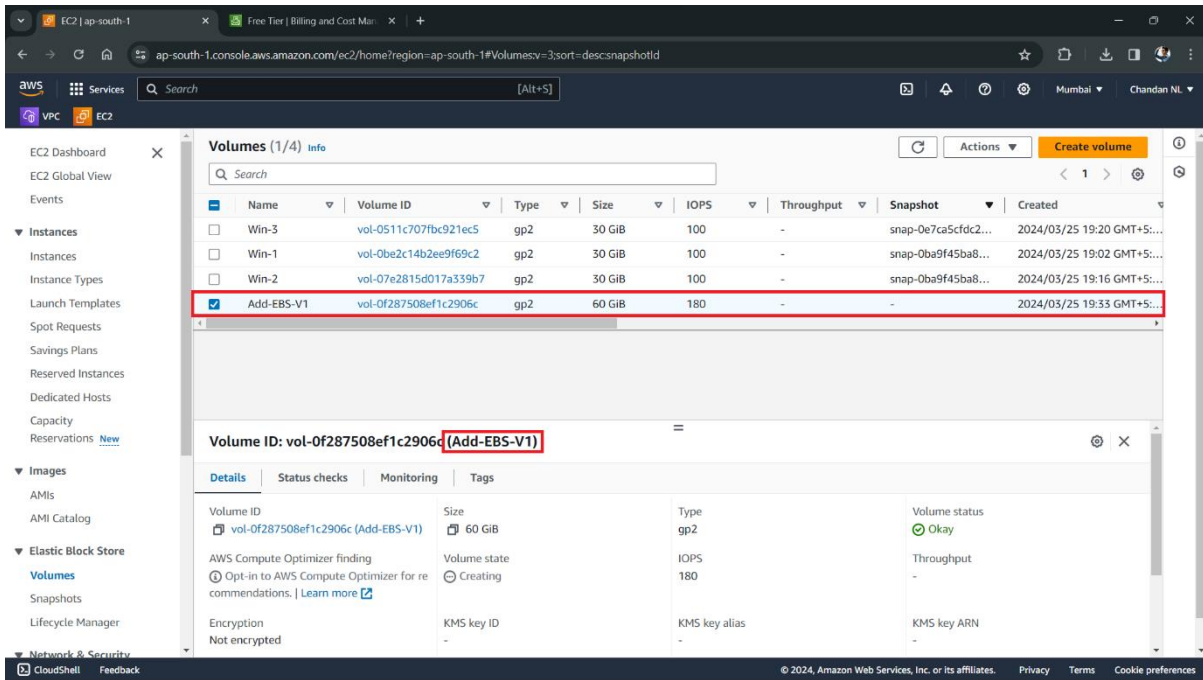 EC2 | ap-south-1
Free Tier | Billing and Cost Man
ap-south-1.console.aws.amazon.com/ec2/home?region=ap-south-1#Volumes:v=3;sort=desc:snapshotId
aws Services Search [Alt+S] Mumbai Chandan NL
VPC EC2
EC2 Dashboard
EC2 Global View
Events
Instances
Instances
Instance Types
Launch Templates
Spot Requests
Savings Plans
Reserved Instances
Dedicated Hosts
Capacity
Reservations New
Images
AMIs
AMI Catalog
Elastic Block Store
Volumes
Snapshots
Lifecycle Manager
Network & Security
Volumes (1/4) Info Actions Create volume
Search 1
Name Volume ID Type Size IOPS Throughput Snapshot Created
Win-3 vol-0511c707fbc921ec5 gp2 30 GiB 100 - snap-0e7ca5cfdc2... 2024/03/25 19:20 GMT+5:...
Win-1 vol-0be2c14b2ee9f69c2 gp2 30 GiB 100 - snap-0ba9f45ba8... 2024/03/25 19:02 GMT+5:...
Win-2 vol-07e2815d017a339b7 gp2 30 GiB 100 - snap-0ba9f45ba8... 2024/03/25 19:16 GMT+5:...
Add-EBS-V1 vol-0f287508ef1c2906c gp2 60 GiB 180 - - 2024/03/25 19:33 GMT+5:...
Volume ID: vol-0f287508ef1c2906c (Add-EBS-V1)
Details Status checks Monitoring Tags
Volume ID Size Type Volume status
vol-0f287508ef1c2906c (Add-EBS-V1) 60 GiB gp2 Okay
AWS Compute Optimizer finding Volume state IOPS Throughput
Opt-in to AWS Compute Optimizer for re Creating 180 -
commendations. | Learn more
Encryption KMS key ID KMS key alias KMS key ARN
Not encrypted - - -
CloudShell Feedback © 2024, Amazon Web Services, Inc. or its affiliates. Privacy Terms Cookie preferences